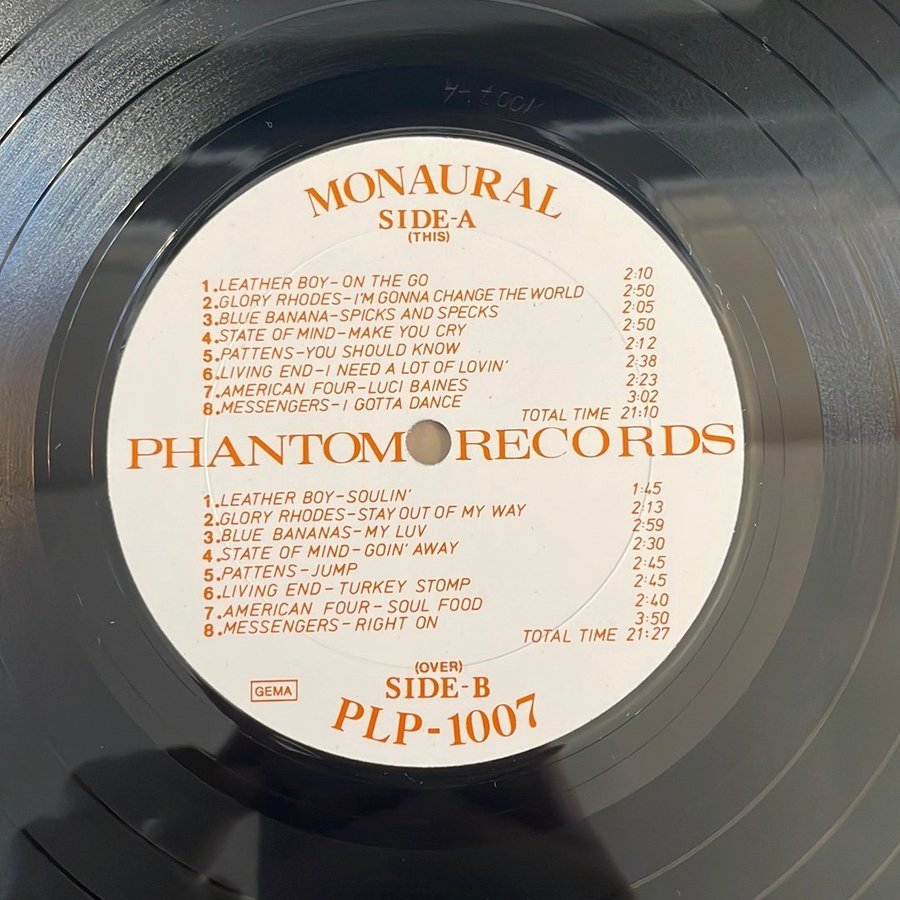 1007-A
MONAURAL
SIDE-A
(THIS)
1. LEATHER BOY-ON THE GO 2:10
2. GLORY RHODES-I'M GONNA CHANGE THE WORLD 2:50
3. BLUE BANANA-SPICKS AND SPECKS 2:05
4. STATE OF MIND-MAKE YOU CRY 2:50
5. PATTENS-YOU SHOULD KNOW 2:12
6. LIVING END-I NEED A LOT OF LOVIN' 2:38
7. AMERICAN FOUR-LUCI BAINES 2:23
8. MESSENGERS-I GOTTA DANCE 3:02
TOTAL TIME 21:10
PHANTOM RECORDS
1. LEATHER BOY-SOULIN' 1:45
2. GLORY RHODES-STAY OUT OF MY WAY 2:13
3. BLUE BANANAS-MY LUV 2:59
4. STATE OF MIND-GOIN' AWAY 2:30
5. PATTENS-JUMP 2:45
6. LIVING END-TURKEY STOMP 2:45
7. AMERICAN FOUR-SOUL FOOD 2:40
8. MESSENGERS-RIGHT ON 3:50
TOTAL TIME 21:27
(OVER)
GEMA
SIDE-B
PLP-1007